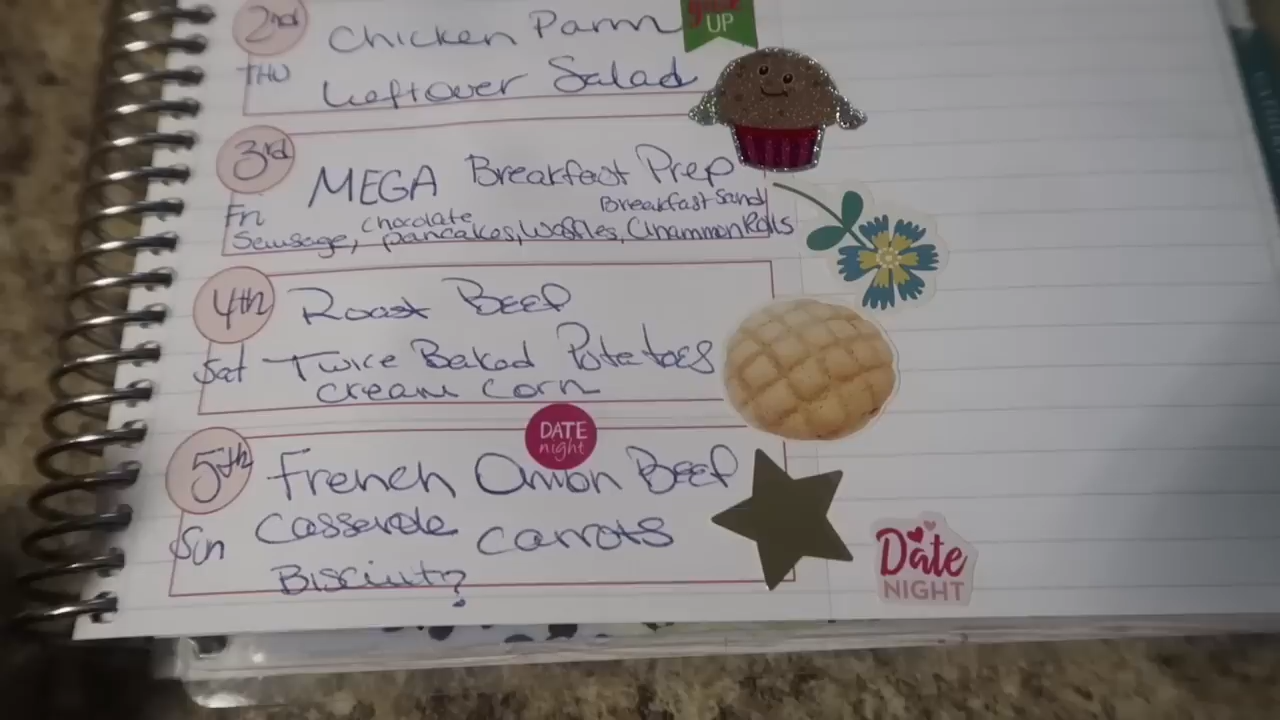 2nd Chicken Parm
UP
THU Leftover Salad
3rd MEGA Breakfast Prep
Breakfast Sand
Fri chocolate
Sausage, pancakes, Waffles, Cinammon Rolls
4th Roast Beef
Sat Twice Baked Potatoes
cream corn
DATE
night
5th French Onion Beef
Sun Casserole Carrots
Bisciut?
Date
NIGHT